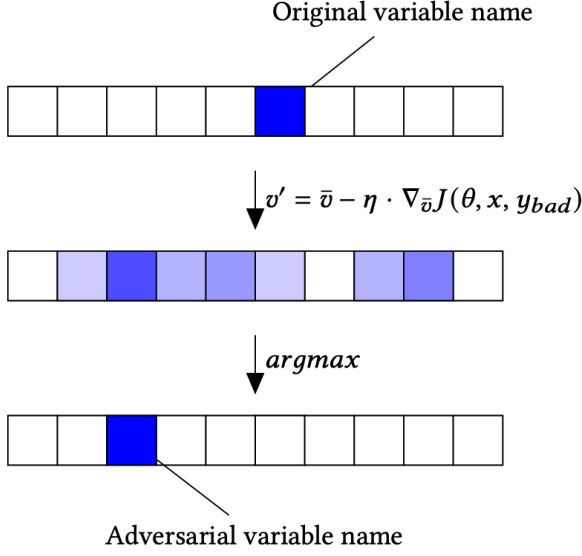 Original variable name
v′ = v̄ − η · ∇v̄ J(θ, x, ybad)
argmax
Adversarial variable name